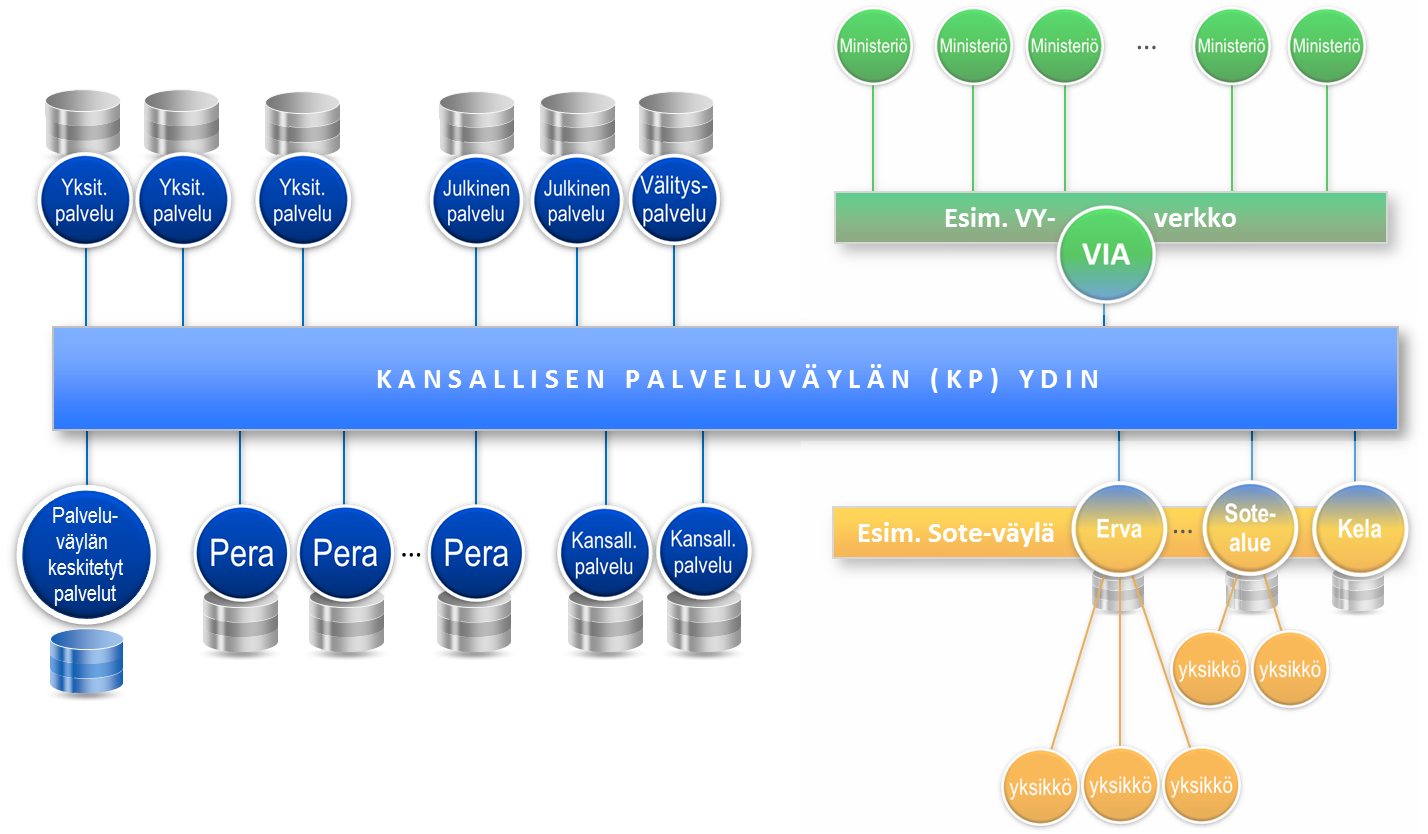 Ministeriö
Ministeriö
Ministeriö
...
Ministeriö
Ministeriö
Yksit.
palvelu
Yksit.
palvelu
Yksit.
palvelu
Julkinen
palvelu
Julkinen
palvelu
Välitys-
palvelu
Esim. VY- verkko
VIA
KANSALLISEN PALVELUVÄYLÄN (KP) YDIN
Palvelu-
väylän
keskitetyt
palvelut
Pera
Pera
...
Pera
Kansall.
palvelu
Kansall.
palvelu
Esim. Sote-väylä
Erva
...
Sote-
alue
Kela
yksikkö
yksikkö
yksikkö
yksikkö
yksikkö